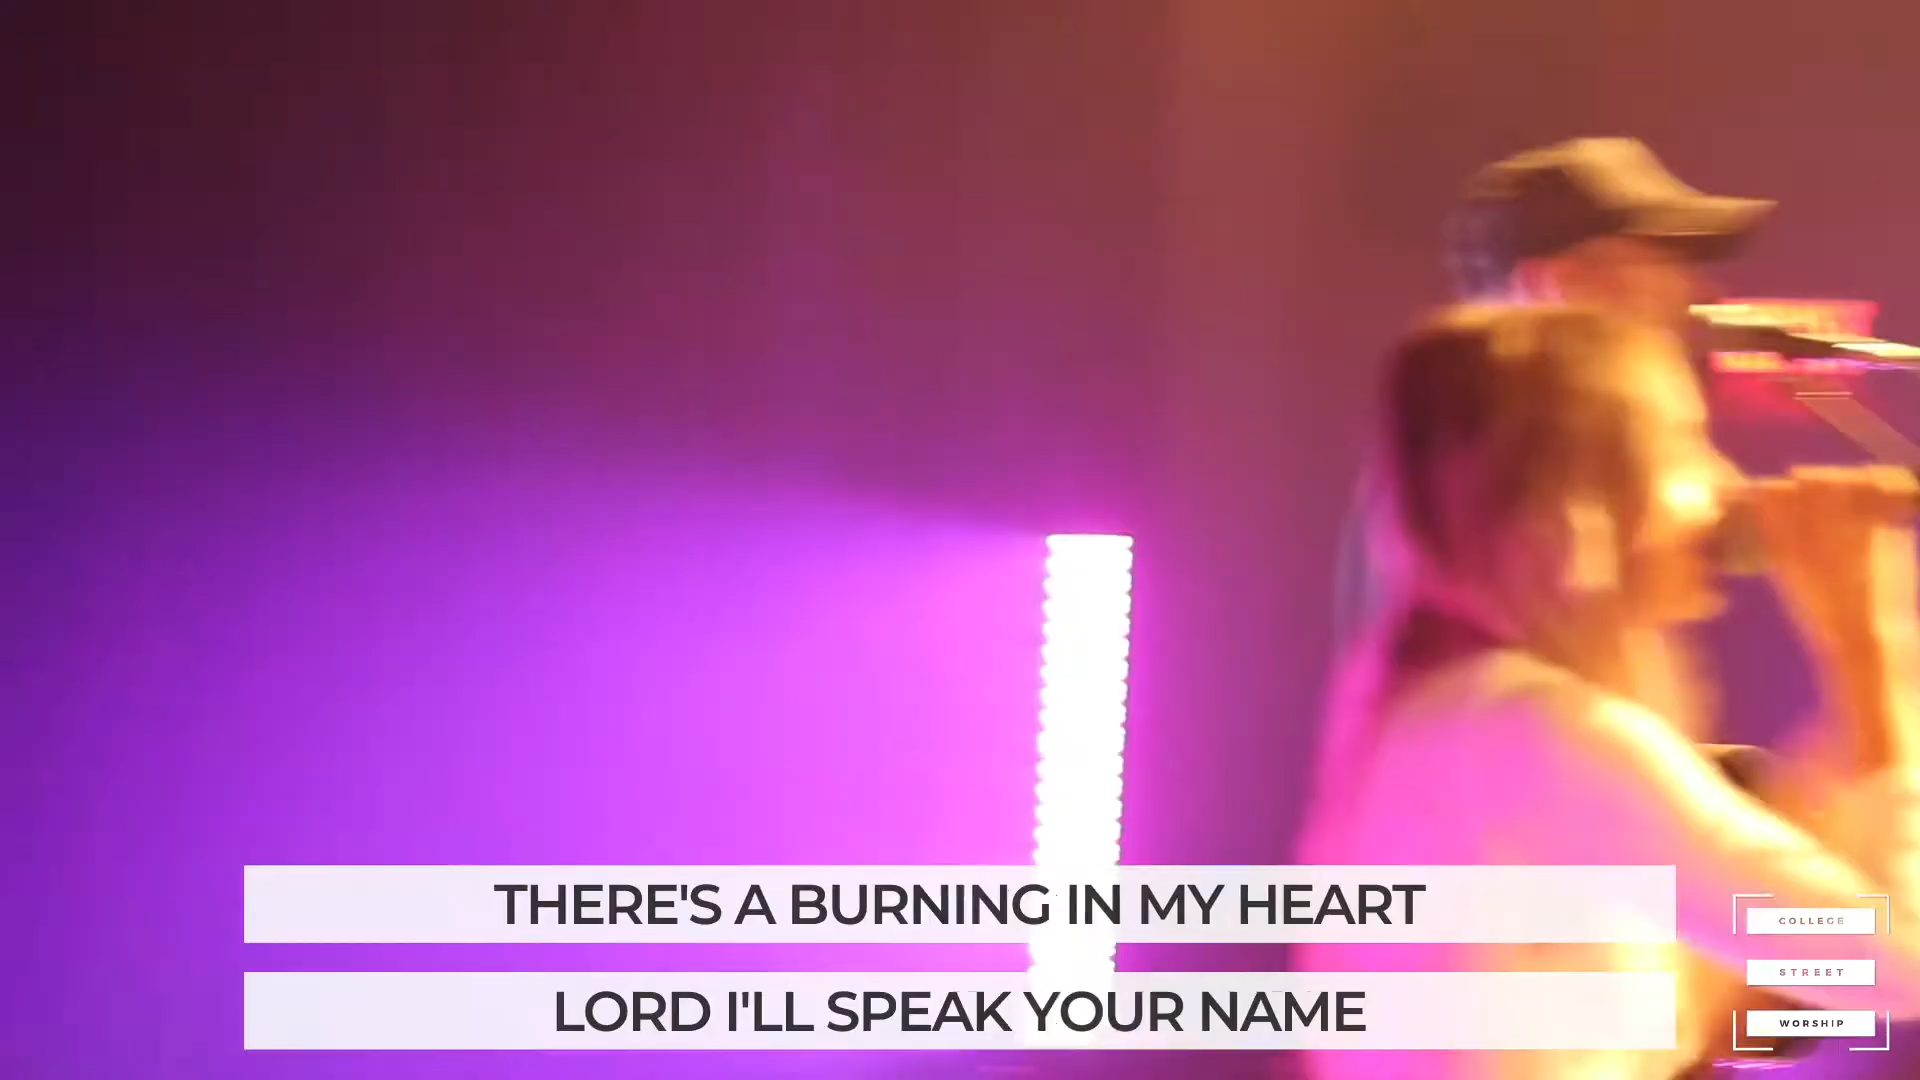 THERE'S A BURNING IN MY HEART
LORD I'LL SPEAK YOUR NAME
COLLEGE
STREET
WORSHIP